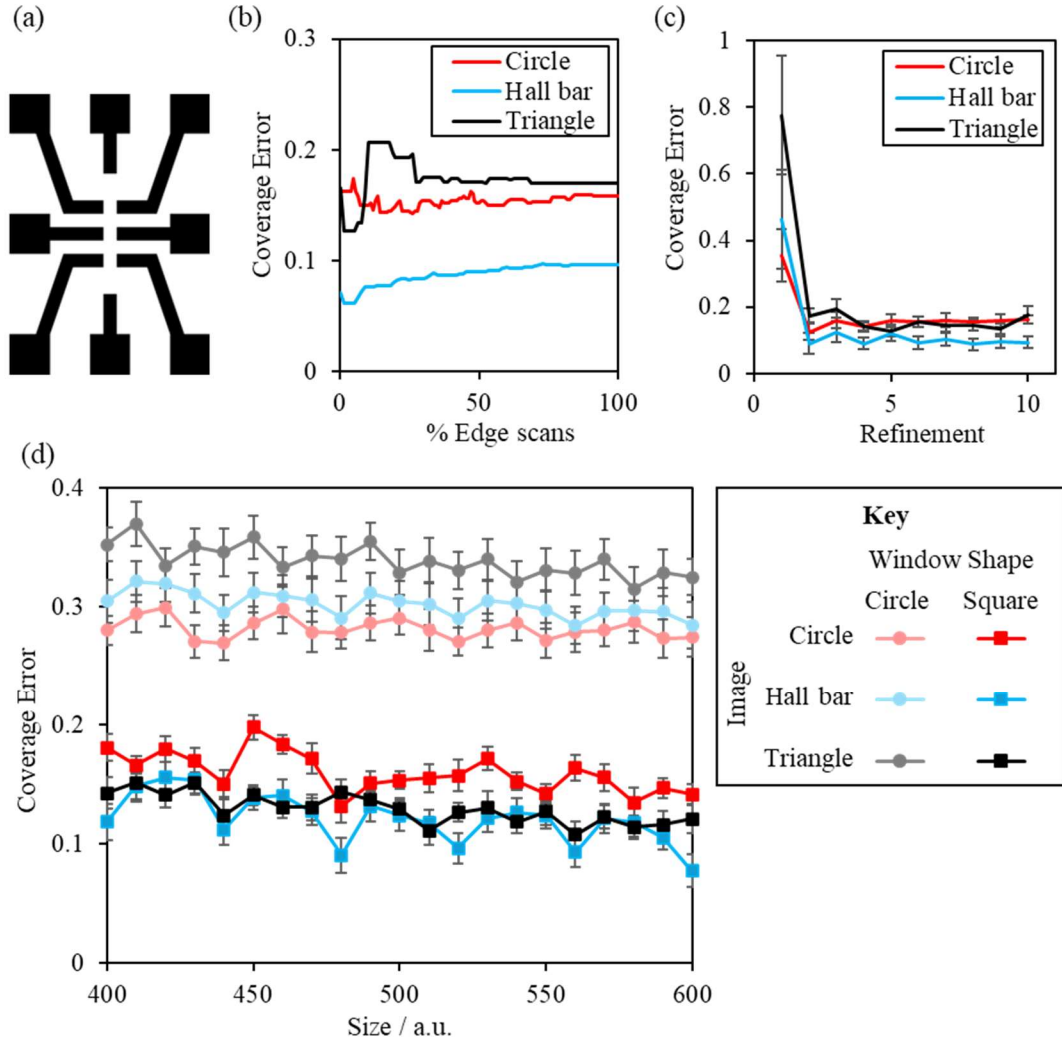 (a)
(b)
0.3
0.2
0.1
0
Coverage Error
Circle
Hall bar
Triangle
0 50 100
% Edge scans
(c)
1
0.8
0.6
0.4
0.2
0
Coverage Error
Circle
Hall bar
Triangle
0 5 10
Refinement
(d)
0.4
0.3
0.2
0.1
0
Coverage Error
400 450 500 550 600
Size / a.u.
Key
Window Shape
Circle Square
Image
Circle
Hall bar
Triangle